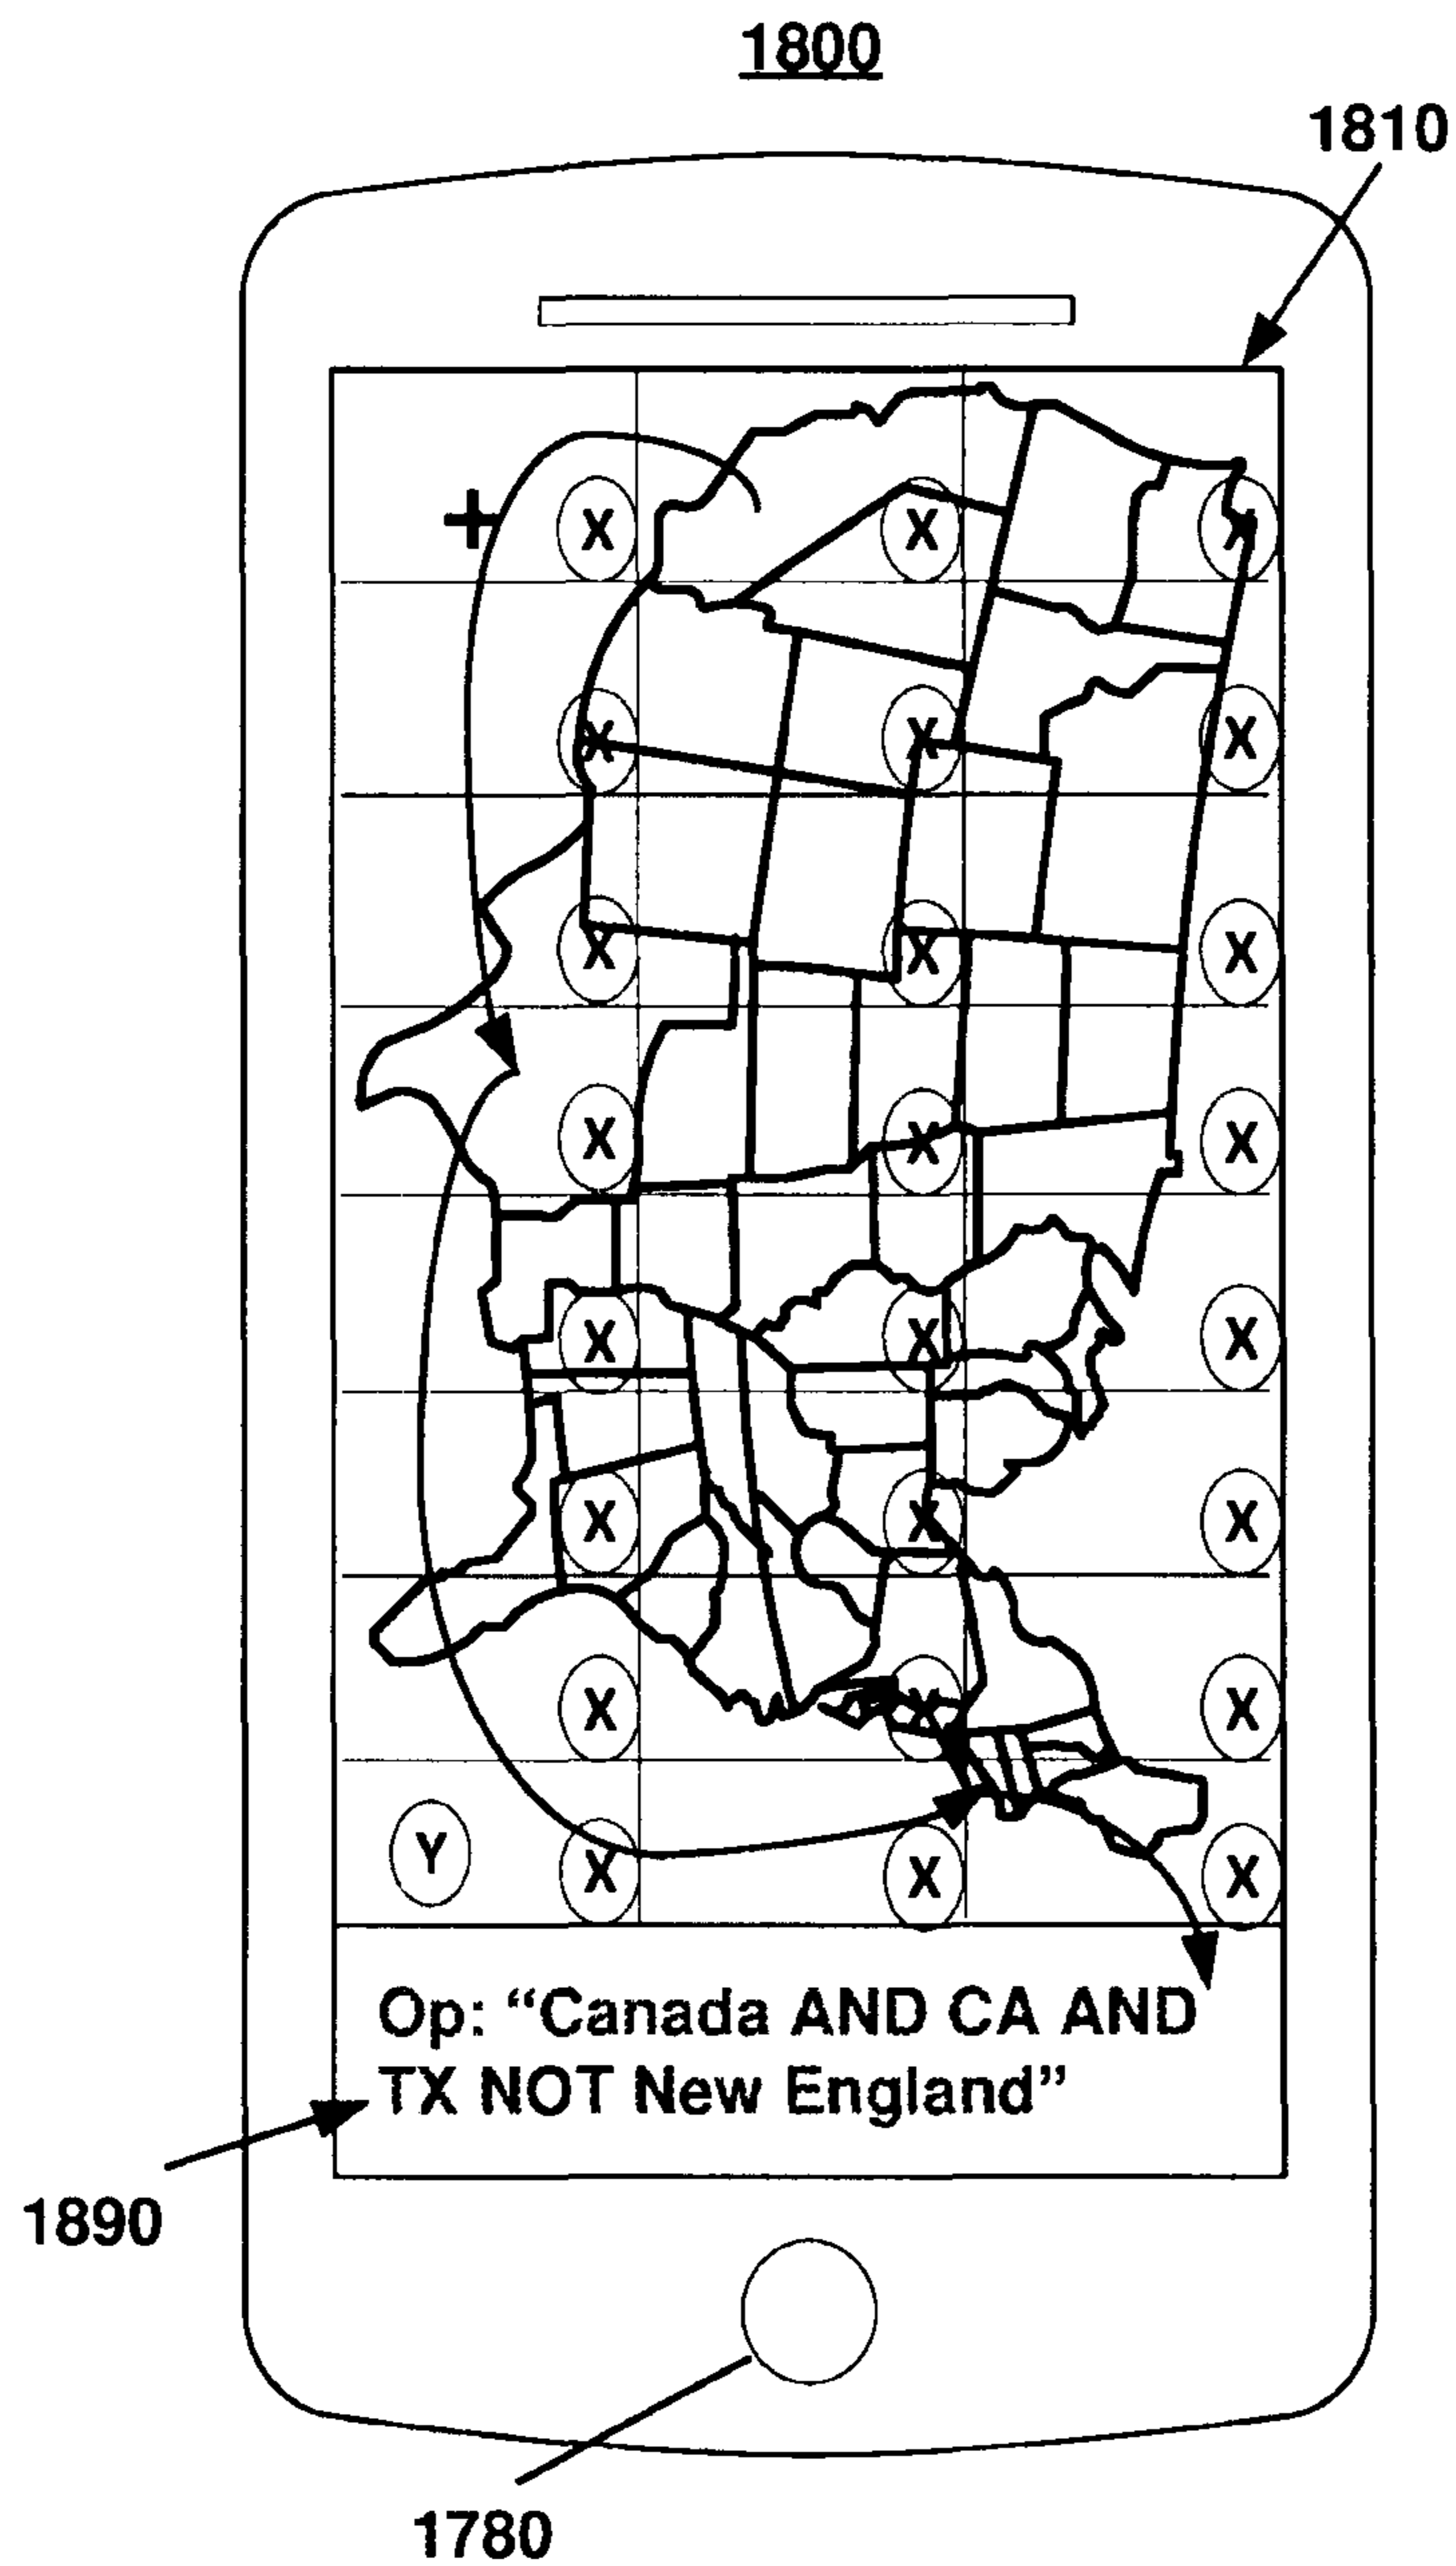 1800
1810
+
X X X
X X X
X X X
X X X
X X X
X X X
X X X
Y X X X
Op: “Canada AND CA AND
TX NOT New England”
1890
1780